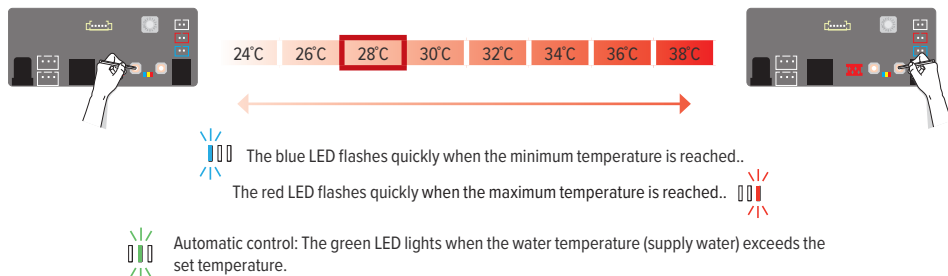 24°C 26°C 28°C 30°C 32°C 34°C 36°C 38°C
The blue LED flashes quickly when the minimum temperature is reached..
The red LED flashes quickly when the maximum temperature is reached..
Automatic control: The green LED lights when the water temperature (supply water) exceeds the
set temperature.